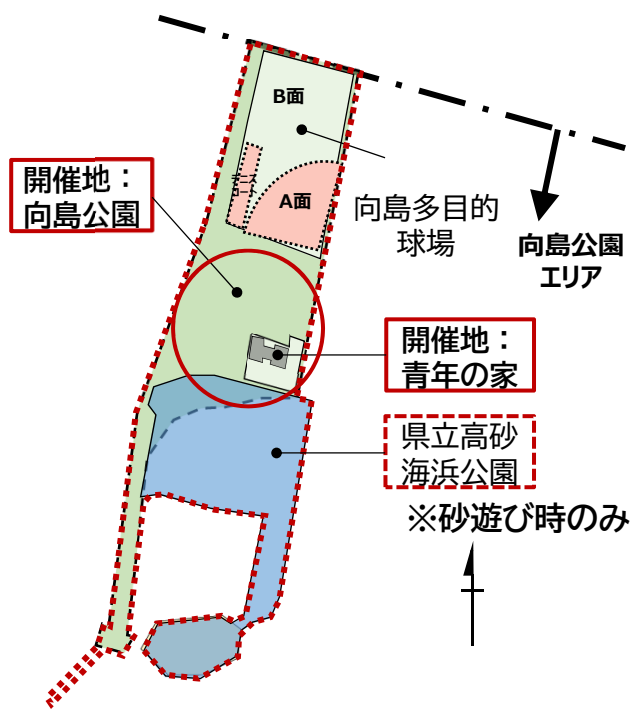 B面
テニス
コート
A面
開催地：
向島公園
向島多目的
球場
向島公園
エリア
開催地：
青年の家
県立高砂
海浜公園
※砂遊び時のみ